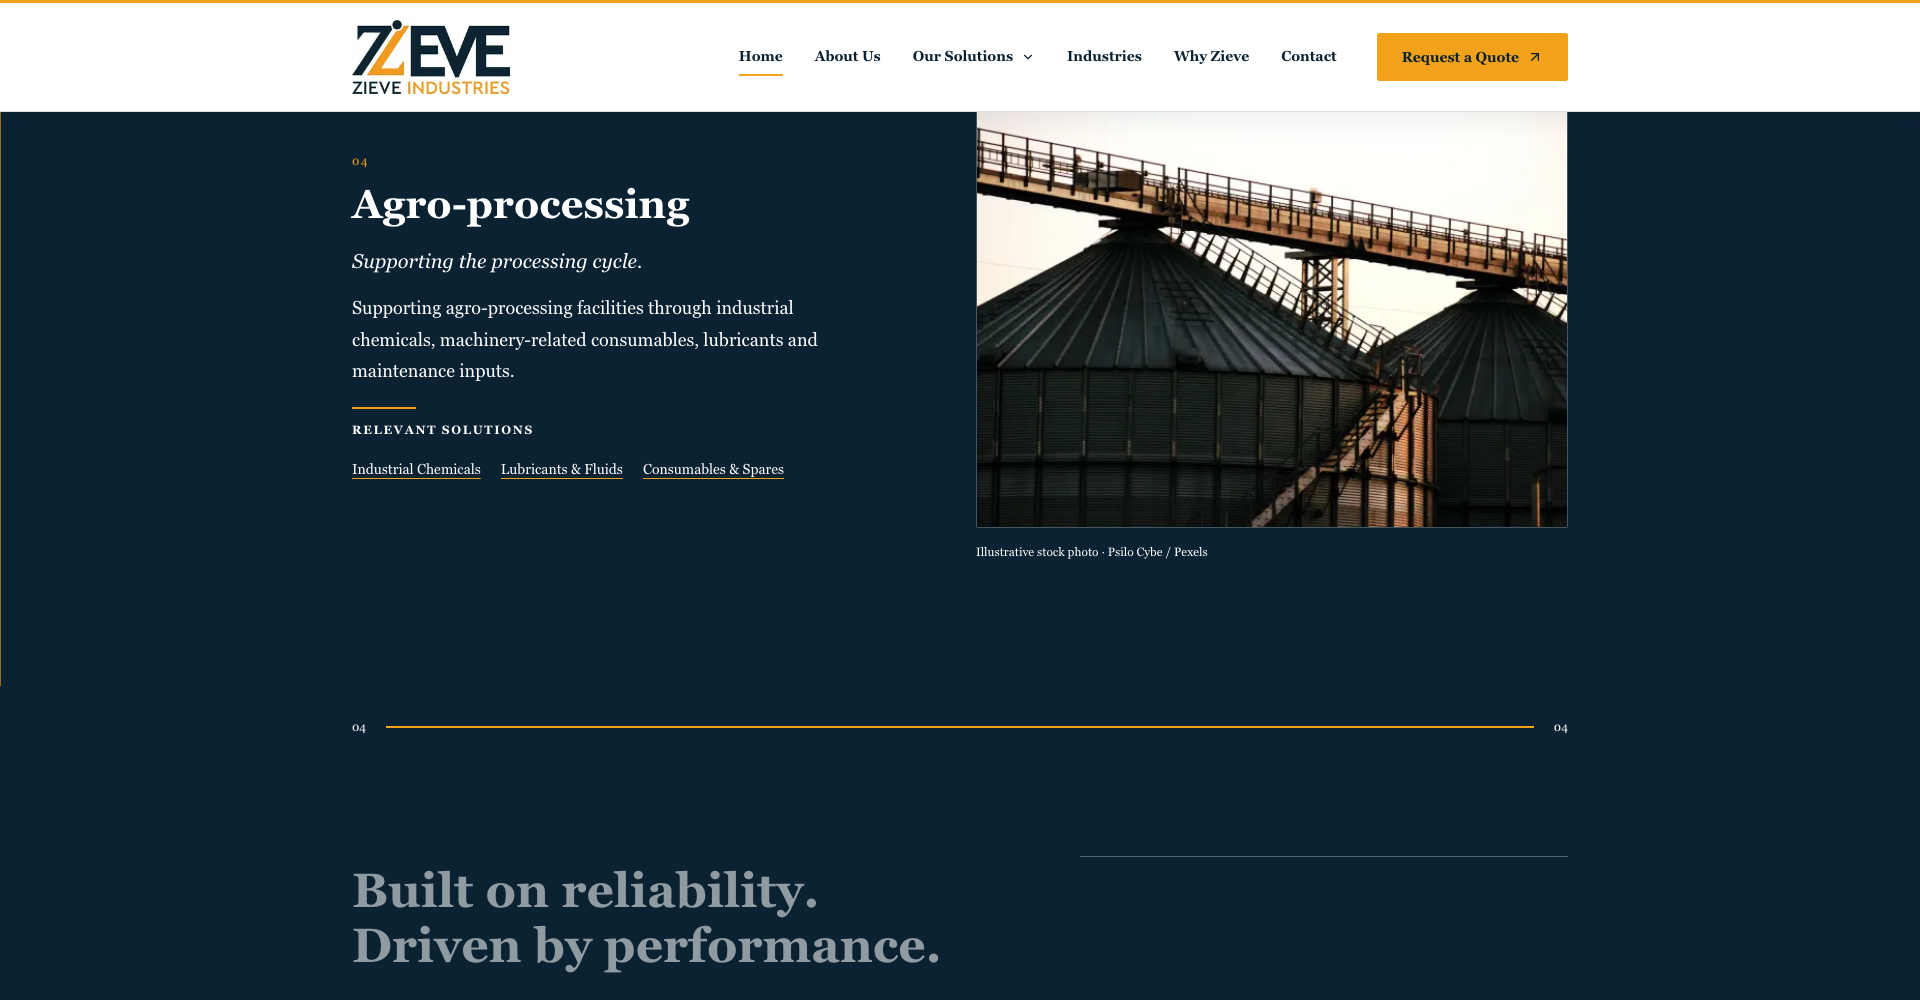 ZIEVE
ZIEVE INDUSTRIES
Home
About Us
Our Solutions
Industries
Why Zieve
Contact
Request a Quote
04
Agro-processing
Supporting the processing cycle.
Supporting agro-processing facilities through industrial
chemicals, machinery-related consumables, lubricants and
maintenance inputs.
RELEVANT SOLUTIONS
Industrial Chemicals
Lubricants & Fluids
Consumables & Spares
Illustrative stock photo · Psilo Cybe / Pexels
04
04
Built on reliability.
Driven by performance.